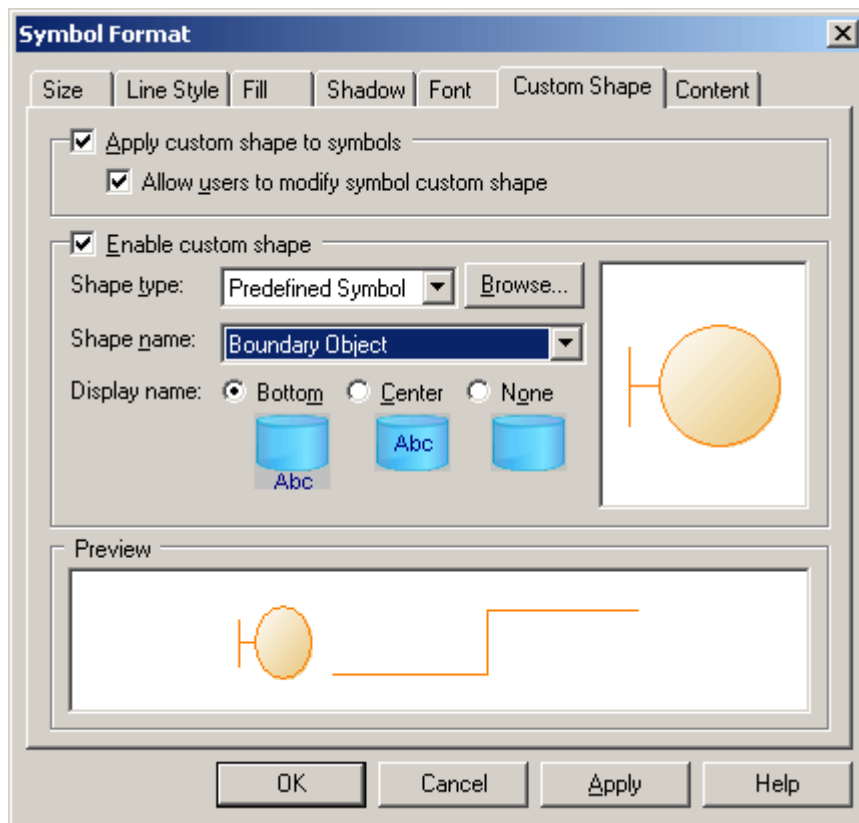 Symbol Format
Size Line Style Fill Shadow Font Custom Shape Content
Apply custom shape to symbols
Allow users to modify symbol custom shape
Enable custom shape
Shape type: Predefined Symbol Browse...
Shape name: Boundary Object
Display name: Bottom Center None
Abc
Abc
Preview
OK Cancel Apply Help